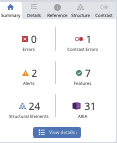 Summary Details Reference Structure Contrast
0 1
Errors Contrast Errors
2 7
Alerts Features
24 31
Structural Elements ARIA
View details